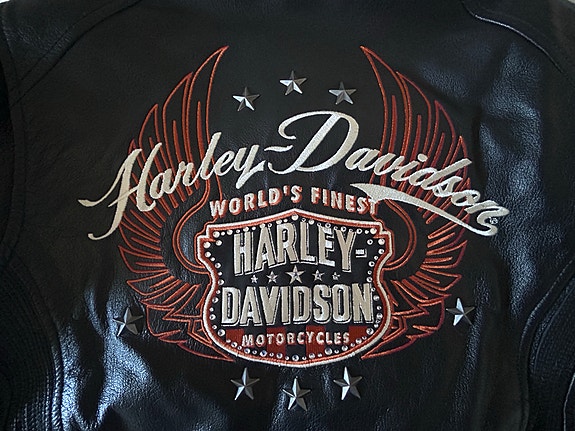 Harley-Davidson
WORLD'S FINEST
HARLEY-
DAVIDSON
MOTORCYCLES